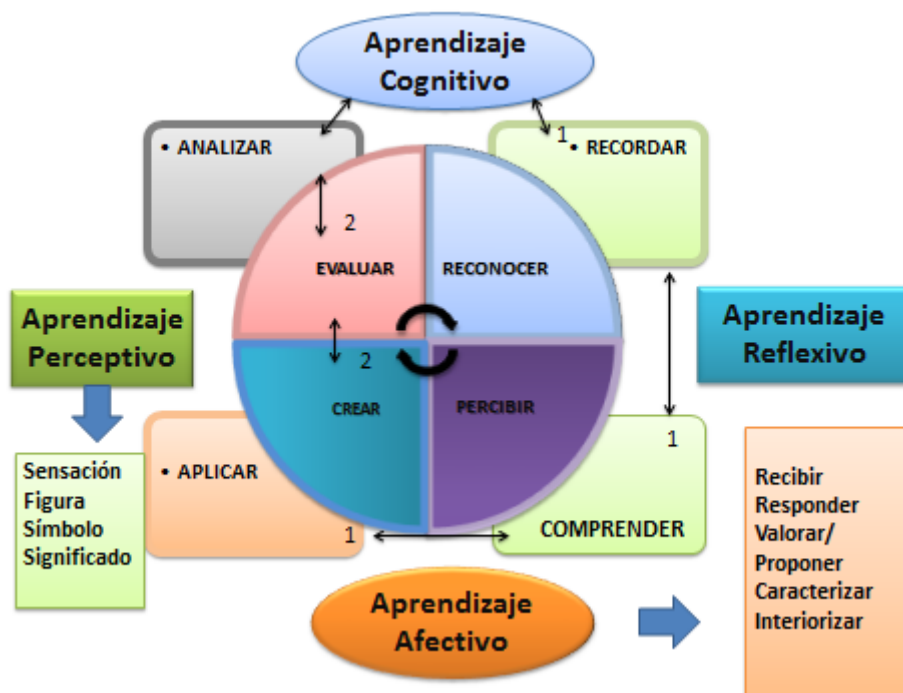 Aprendizaje
Cognitivo
• ANALIZAR
1
• RECORDAR
2
EVALUAR
RECONOCER
Aprendizaje
Perceptivo
Aprendizaje
Reflexivo
2
CREAR
PERCIBIR
Sensación
Figura
Símbolo
Significado
• APLICAR
1
1
COMPRENDER
Recibir
Responder
Valorar/
Proponer
Caracterizar
Interiorizar
Aprendizaje
Afectivo